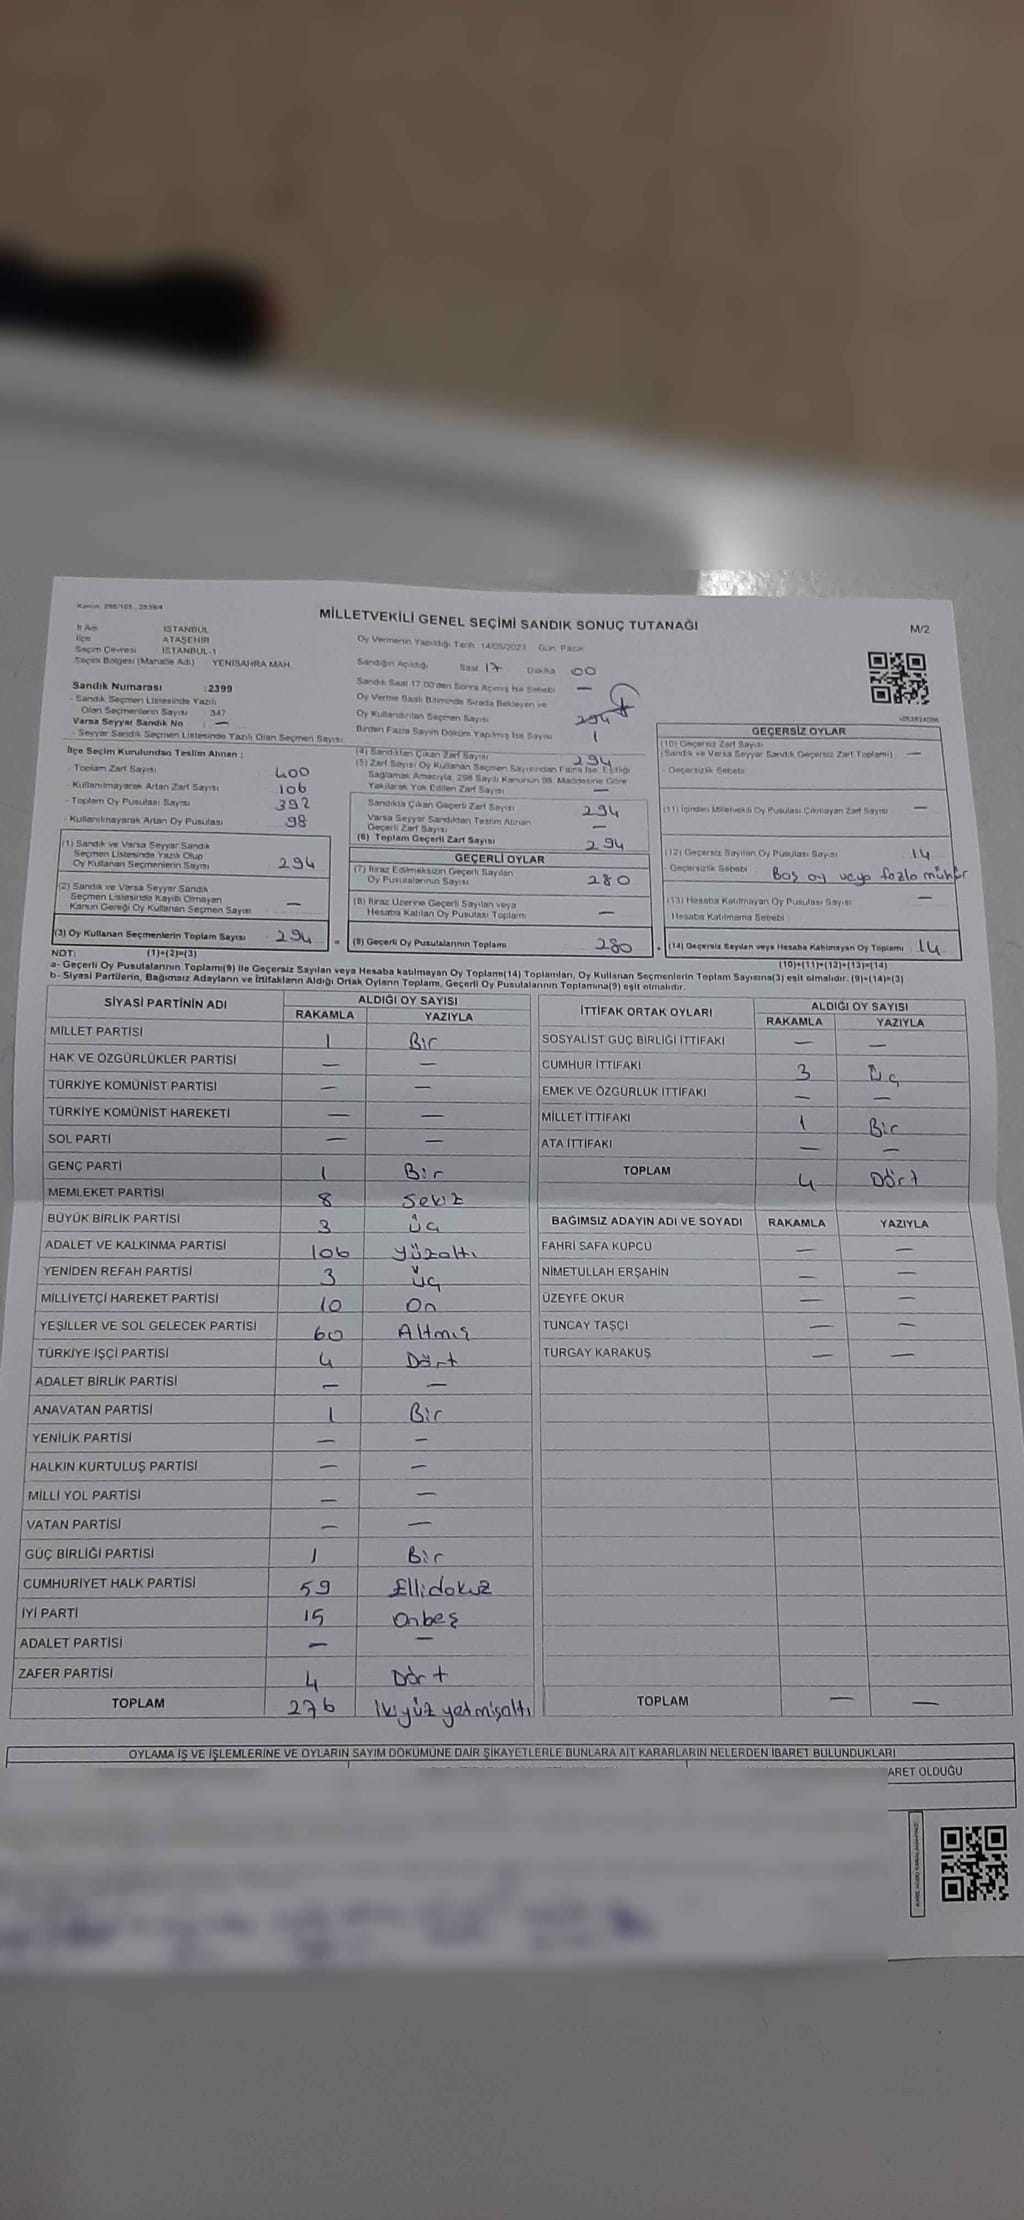 Kanun: 298/105 , 2839/4
MİLLETVEKİLİ GENEL SEÇİMİ SANDIK SONUÇ TUTANAĞI
M/2
İl Adı İSTANBUL
İlçe ATAŞEHİR
Seçim Çevresi İSTANBUL-1
Seçim Bölgesi (Mahalle Adı) YENİSAHRA MAH.
Oy Vermenin Yapıldığı Tarih : 14/05/2023 Gün: Pazar
Sandığın Açıldığı Saat 17 Dakika 00
Sandık Saat 17:00'den Sonra Açılmış İse Sebebi —
Oy Verme Saati Bitiminde Sırada Bekleyen ve
Oy Kullandırılan Seçmen Sayısı 294
Birden Fazla Sayım Döküm Yapılmış İse Sayısı 1
Sandık Numarası :2399
- Sandık Seçmen Listesinde Yazılı
Olan Seçmenlerin Sayısı : 347
Varsa Seyyar Sandık No : —
- Seyyar Sandık Seçmen Listesinde Yazılı Olan Seçmen Sayısı:
İlçe Seçim Kurulundan Teslim Alınan :
- Toplam Zarf Sayısı 400
- Kullanılmayarak Artan Zarf Sayısı 106
- Toplam Oy Pusulası Sayısı 392
- Kullanılmayarak Artan Oy Pusulası 98
(1) Sandık ve Varsa Seyyar Sandık
Seçmen Listesinde Yazılı Olup
Oy Kullanan Seçmenlerin Sayısı 294
(2) Sandık ve Varsa Seyyar Sandık
Seçmen Listesinde Kayıtlı Olmayan
Kanun Gereği Oy Kullanan Seçmen Sayısı —
(3) Oy Kullanan Seçmenlerin Toplam Sayısı 294 =
(4) Sandıktan Çıkan Zarf Sayısı 294
(5) Zarf Sayısı Oy Kullanan Seçmen Sayısından Fazla İse, Eşitliği
Sağlamak Amacıyla, 298 Sayılı Kanunun 98. Maddesine Göre
Yakılarak Yok Edilen Zarf Sayısı —
Sandıkta Çıkan Geçerli Zarf Sayısı 294
Varsa Seyyar Sandıktan Teslim Alınan
Geçerli Zarf Sayısı —
(6) Toplam Geçerli Zarf Sayısı 294
GEÇERLİ OYLAR
(7) İtiraz Edilmeksizin Geçerli Sayılan
Oy Pusulalarının Sayısı 280
(8) İtiraz Üzerine Geçerli Sayılan veya
Hesaba Katılan Oy Pusulası Toplamı —
(9) Geçerli Oy Pusulalarının Toplamı 280
GEÇERSİZ OYLAR
(10) Geçersiz Zarf Sayısı
(Sandık ve Varsa Seyyar Sandık Geçersiz Zarf Toplamı) —
- Geçersizlik Sebebi
(11) İçinden Milletvekili Oy Pusulası Çıkmayan Zarf Sayısı —
(12) Geçersiz Sayılan Oy Pusulası Sayısı 14
- Geçersizlik Sebebi Boş oy veya fazla mühür
(13) Hesaba Katılmayan Oy Pusulası Sayısı —
Hesaba Katılmama Sebebi
(14) Geçersiz Sayılan veya Hesaba Katılmayan Oy Toplamı 14
NOT: (1)+(2)=(3)
(10)+(11)+(12)+(13)=(14)
a- Geçerli Oy Pusulalarının Toplamı(9) ile Geçersiz Sayılan veya Hesaba katılmayan Oy Toplamı(14) Toplamları, Oy Kullanan Seçmenlerin Toplam Sayısına(3) eşit olmalıdır. (9)+(14)=(3)
b- Siyasi Partilerin, Bağımsız Adayların ve İttifakların Aldığı Ortak Oyların Toplamı, Geçerli Oy Pusulalarının Toplamına(9) eşit olmalıdır.
SİYASİ PARTİNİN ADI ALDIĞI OY SAYISI
RAKAMLA YAZIYLA
MİLLET PARTİSİ 1 Bir
HAK VE ÖZGÜRLÜKLER PARTİSİ — —
TÜRKİYE KOMÜNİST PARTİSİ — —
TÜRKİYE KOMÜNİST HAREKETİ — —
SOL PARTİ — —
GENÇ PARTİ 1 Bir
MEMLEKET PARTİSİ 8 Sekiz
BÜYÜK BİRLİK PARTİSİ 3 Üç
ADALET VE KALKINMA PARTİSİ 106 Yüzaltı
YENİDEN REFAH PARTİSİ 3 Üç
MİLLİYETÇİ HAREKET PARTİSİ 10 On
YEŞİLLER VE SOL GELECEK PARTİSİ 60 Altmış
TÜRKİYE İŞÇİ PARTİSİ 4 Dört
ADALET BİRLİK PARTİSİ — —
ANAVATAN PARTİSİ 1 Bir
YENİLİK PARTİSİ — —
HALKIN KURTULUŞ PARTİSİ — —
MİLLİ YOL PARTİSİ — —
VATAN PARTİSİ — —
GÜÇ BİRLİĞİ PARTİSİ 1 Bir
CUMHURİYET HALK PARTİSİ 59 Ellidokuz
İYİ PARTİ 15 Onbeş
ADALET PARTİSİ — —
ZAFER PARTİSİ 4 Dört
TOPLAM 276 İkiyüz yetmişaltı
İTTİFAK ORTAK OYLARI ALDIĞI OY SAYISI
RAKAMLA YAZIYLA
SOSYALİST GÜÇ BİRLİĞİ İTTİFAKI — —
CUMHUR İTTİFAKI 3 Üç
EMEK VE ÖZGÜRLÜK İTTİFAKI — —
MİLLET İTTİFAKI 1 Bir
ATA İTTİFAKI — —
TOPLAM 4 Dört
BAĞIMSIZ ADAYIN ADI VE SOYADI RAKAMLA YAZIYLA
FAHRİ SAFA KÜPCÜ — —
NİMETULLAH ERŞAHİN — —
ÜZEYFE OKUR — —
TUNCAY TAŞÇI — —
TURGAY KARAKUŞ — —
TOPLAM — —
OYLAMA İŞ VE İŞLEMLERİNE VE OYLARIN SAYIM DÖKÜMÜNE DAİR ŞİKAYETLERLE BUNLARA AİT KARARLARIN NELERDEN İBARET BULUNDUKLARI
ARET OLDUĞU